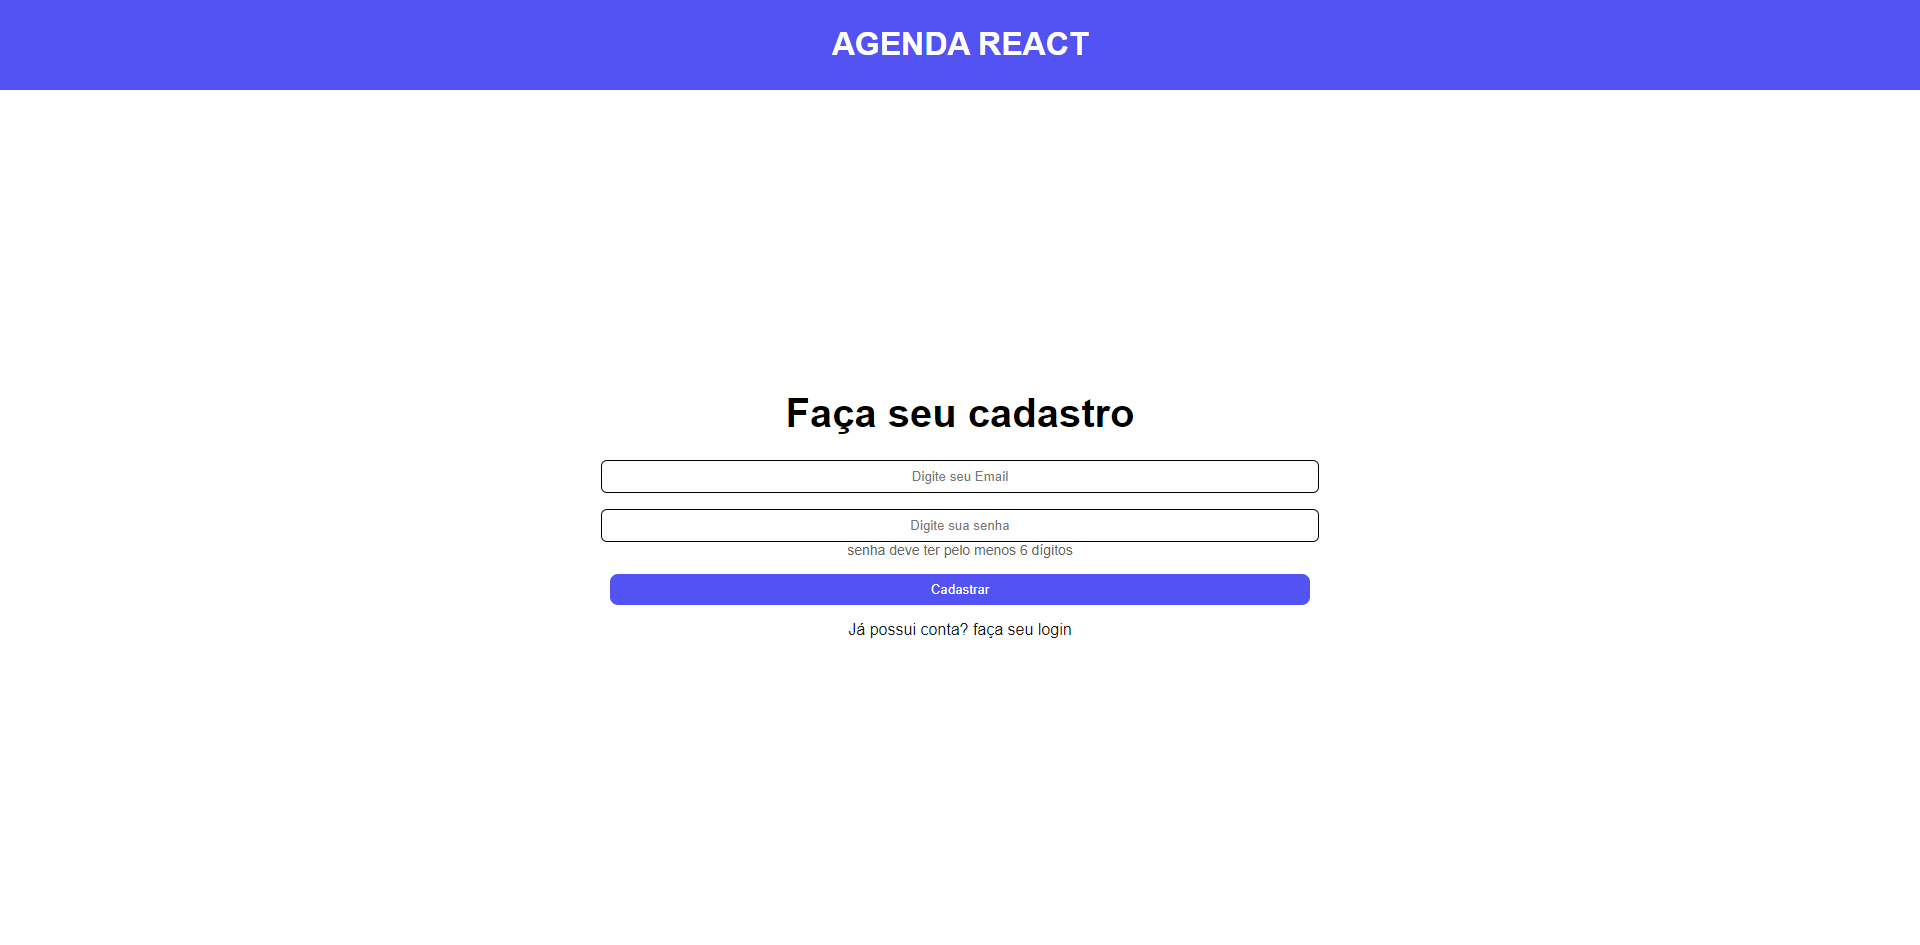 AGENDA REACT
Faça seu cadastro
Digite seu Email
Digite sua senha
senha deve ter pelo menos 6 dígitos
Cadastrar
Já possui conta? faça seu login